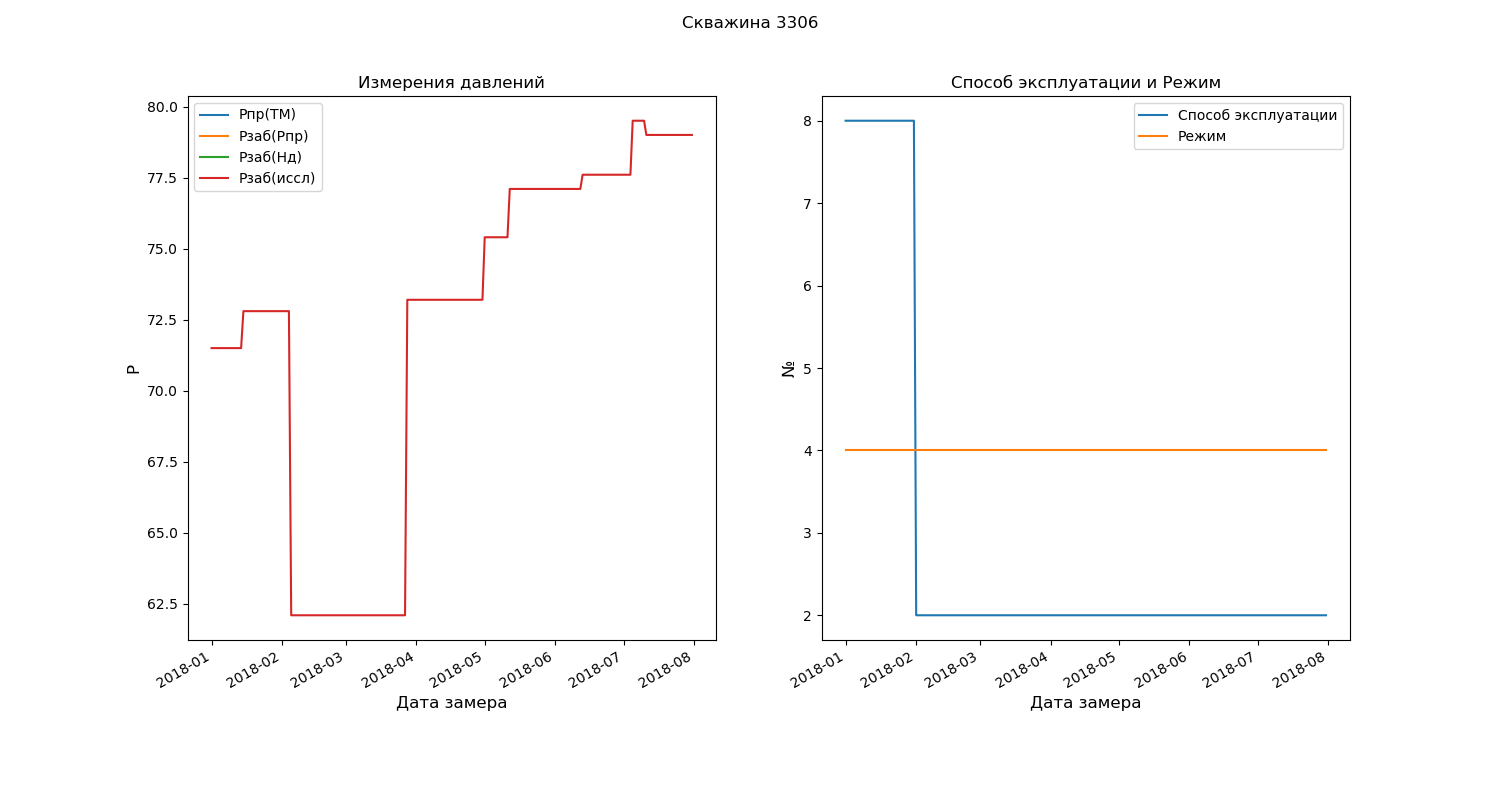 Скважина 3306
Измерения давлений
Рпр(ТМ)
Рзаб(Рпр)
Рзаб(Нд)
Рзаб(иссл)
80.0
77.5
75.0
72.5
70.0
67.5
65.0
62.5
Р
2018-01
2018-02
2018-03
2018-04
2018-05
2018-06
2018-07
2018-08
Дата замера
Способ эксплуатации и Режим
Способ эксплуатации
Режим
8
7
6
5
4
3
2
№
2018-01
2018-02
2018-03
2018-04
2018-05
2018-06
2018-07
2018-08
Дата замера